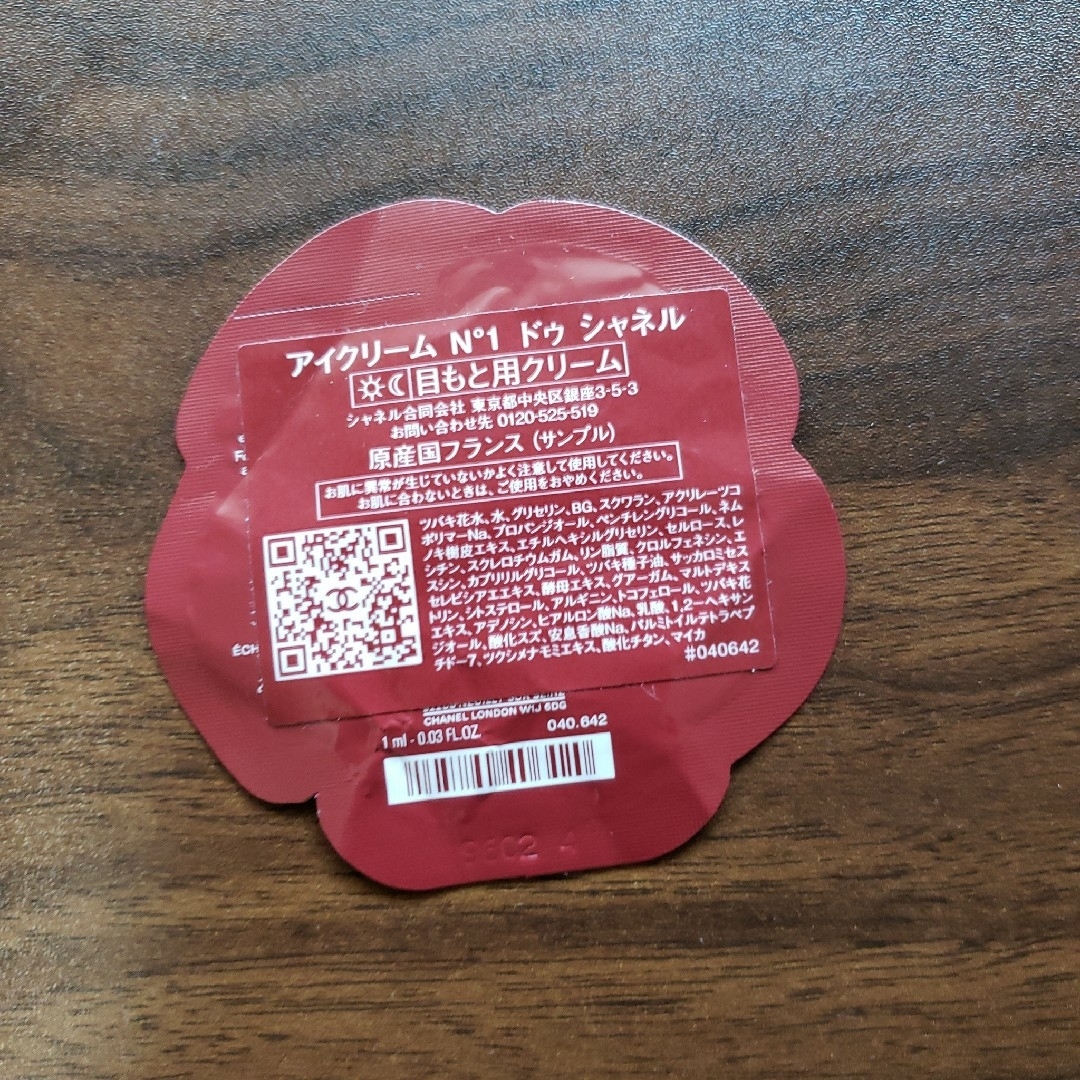 アイクリーム N°1 ドゥ シャネル
目もと用クリーム
シャネル合同会社 東京都中央区銀座3-5-3
お問い合わせ先 0120-525-519
原産国フランス (サンプル)
お肌に異常が生じていないかよく注意して使用してください。
お肌に合わないときは、ご使用をおやめください。
ツバキ花水、水、グリセリン、BG、スクワラン、アクリレーツコ
ポリマーNa、プロパンジオール、ペンチレングリコール、ネム
ノキ樹皮エキス、エチルヘキシルグリセリン、セルロース、レ
シチン、スクレロチウムガム、リン脂質、クロルフェネシン、エ
スシン、カプリリルグリコール、ツバキ種子油、サッカロミセス
セレビシアエエキス、酵母エキス、グアーガム、マルトデキス
トリン、シトステロール、アルギニン、トコフェロール、ツバキ花
エキス、アデノシン、ヒアルロン酸Na、乳酸、1,2-ヘキサン
ジオール、酸化スズ、安息香酸Na、パルミトイルテトラペプ
チド-7、ツクシメナモミエキス、酸化チタン、マイカ
#040642
ÉCH
CHANEL LONDON W1J 6DG
1 ml - 0.03 FL.OZ. 040.642